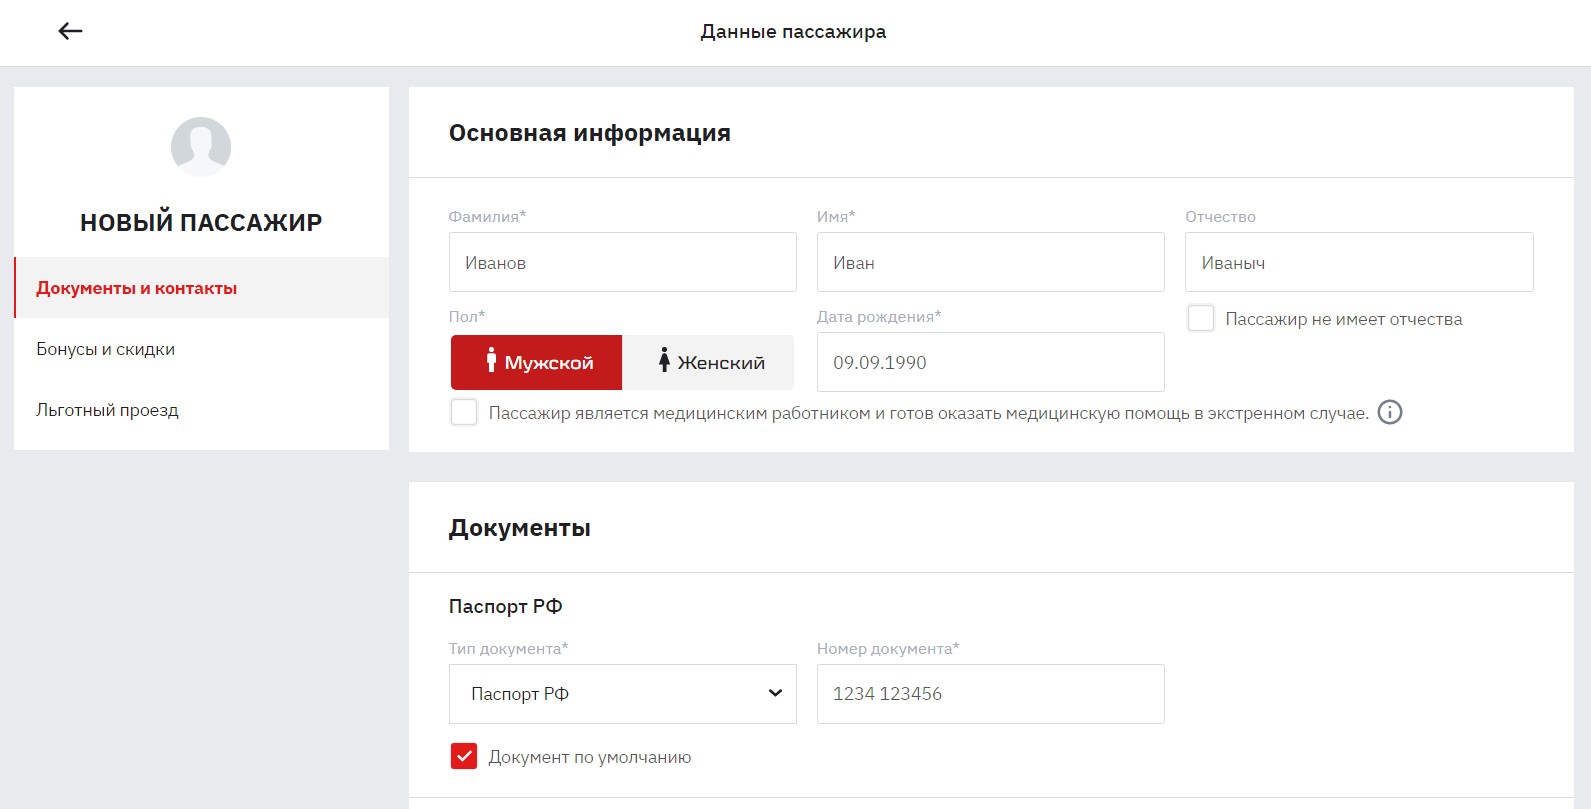 Данные пассажира
НОВЫЙ ПАССАЖИР
Документы и контакты
Бонусы и скидки
Льготный проезд
Основная информация
Фамилия* Имя* Отчество
Иванов Иван Иваныч
Пол* Дата рождения* Пассажир не имеет отчества
Мужской Женский 09.09.1990
Пассажир является медицинским работником и готов оказать медицинскую помощь в экстренном случае.
Документы
Паспорт РФ
Тип документа* Номер документа*
Паспорт РФ 1234 123456
Документ по умолчанию